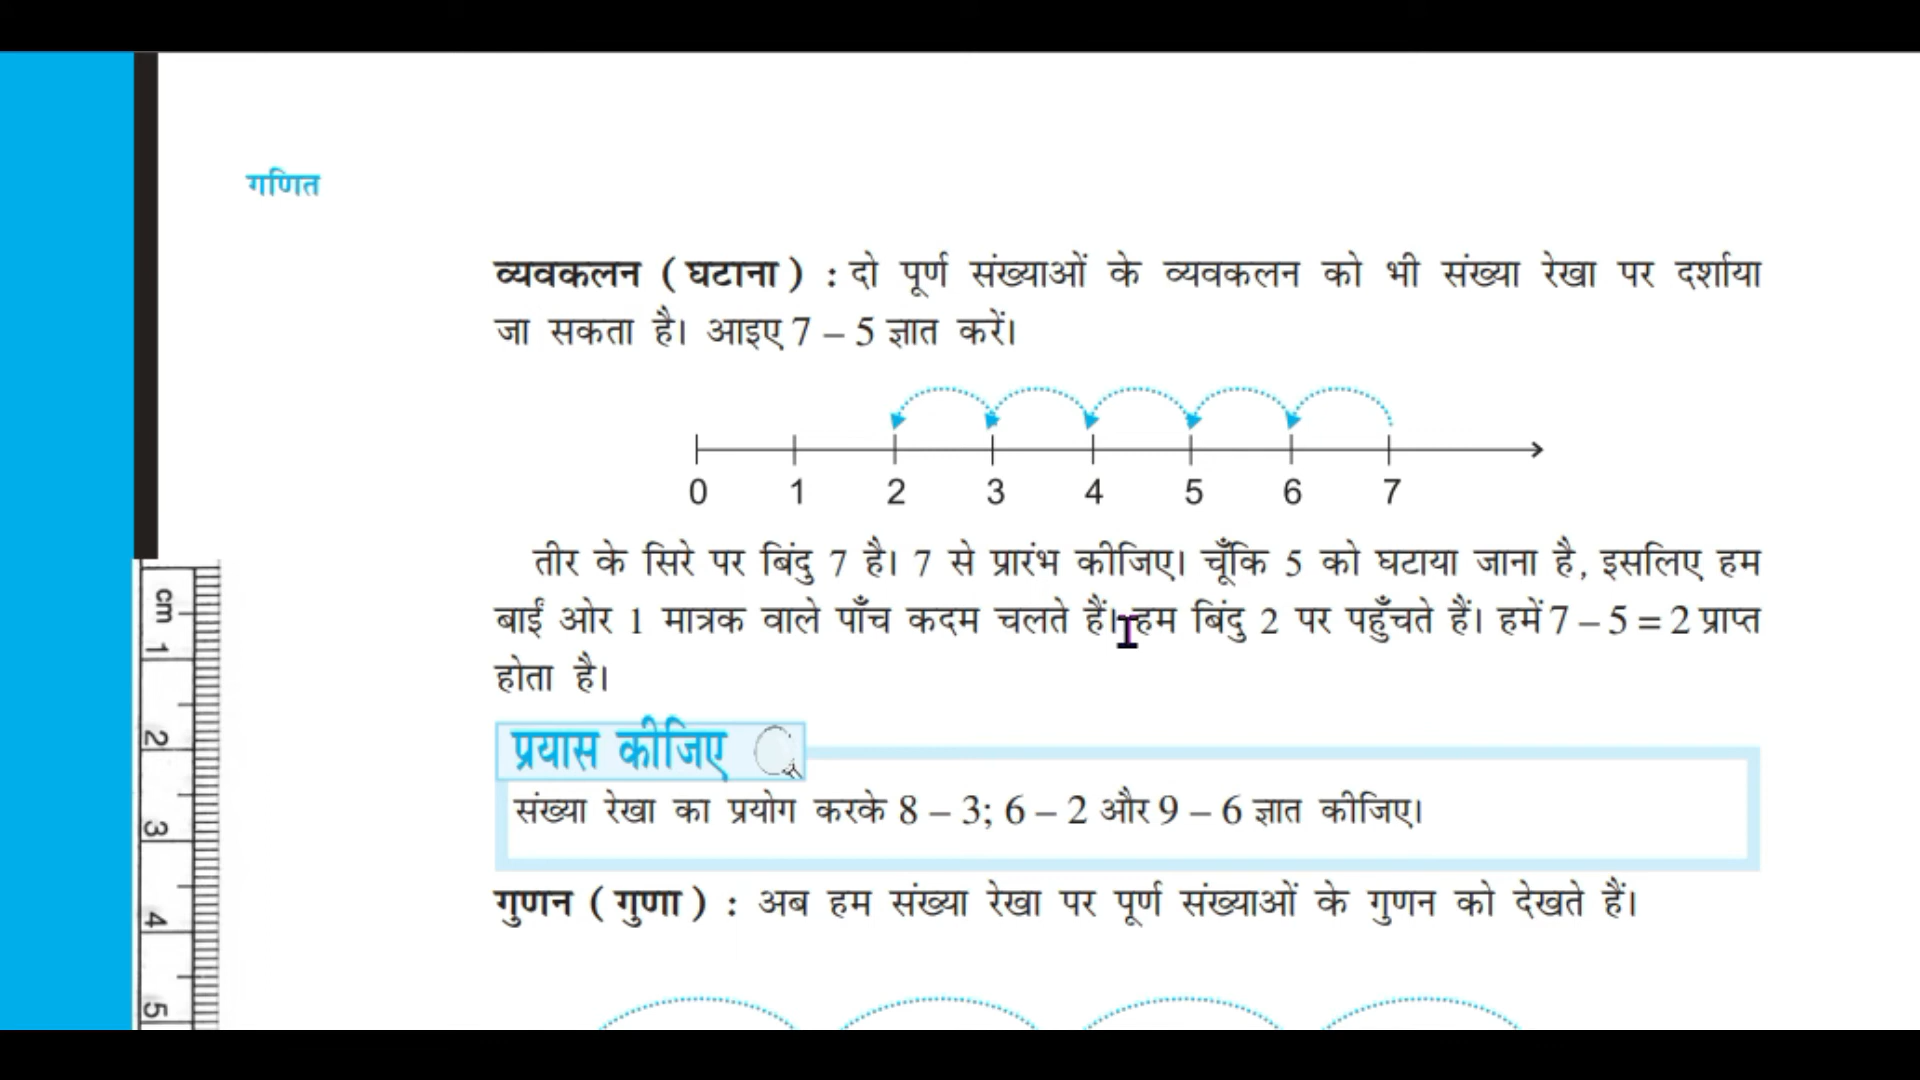 गणित
व्यवकलन ( घटाना ) : दो पूर्ण संख्याओं के व्यवकलन को भी संख्या रेखा पर दर्शाया
जा सकता है। आइए 7 – 5 ज्ञात करें।
0 1 2 3 4 5 6 7
तीर के सिरे पर बिंदु 7 है। 7 से प्रारंभ कीजिए। चूँकि 5 को घटाया जाना है, इसलिए हम
बाईं ओर 1 मात्रक वाले पाँच कदम चलते हैं। हम बिंदु 2 पर पहुँचते हैं। हमें 7 – 5 = 2 प्राप्त
होता है।
प्रयास कीजिए
संख्या रेखा का प्रयोग करके 8 – 3; 6 – 2 और 9 – 6 ज्ञात कीजिए।
गुणन ( गुणा ) : अब हम संख्या रेखा पर पूर्ण संख्याओं के गुणन को देखते हैं।
cm
1
2
3
4
5